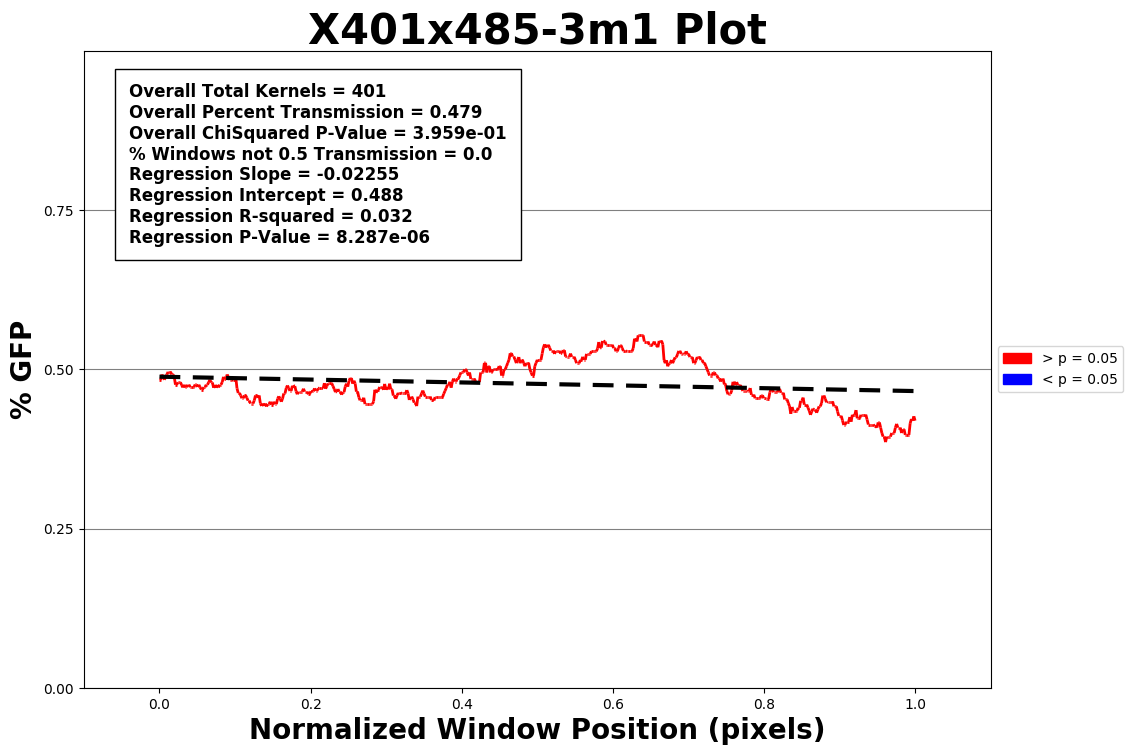 X401x485-3m1 Plot
Overall Total Kernels = 401
Overall Percent Transmission = 0.479
Overall ChiSquared P-Value = 3.959e-01
% Windows not 0.5 Transmission = 0.0
Regression Slope = -0.02255
Regression Intercept = 0.488
Regression R-squared = 0.032
Regression P-Value = 8.287e-06
% GFP
0.75
0.50
0.25
0.00
> p = 0.05
< p = 0.05
0.0 0.2 0.4 0.6 0.8 1.0
Normalized Window Position (pixels)